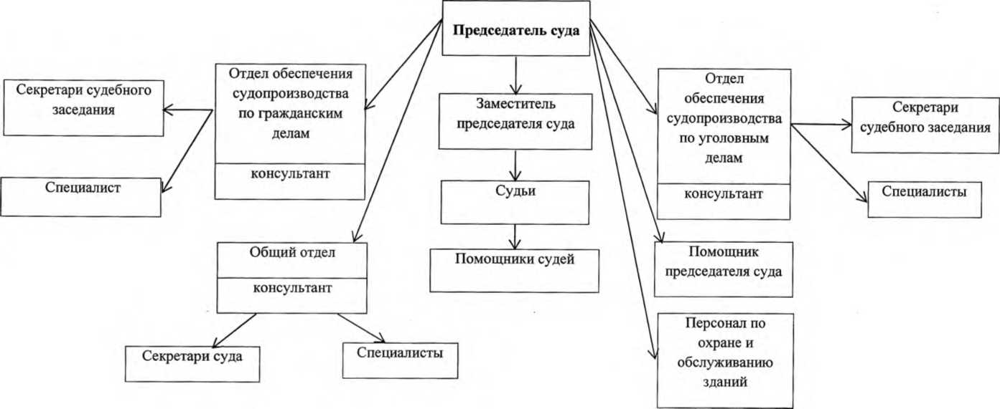 Председатель суда
Секретари судебного
заседания
Отдел обеспечения
судопроизводства
по гражданским
делам
консультант
Специалист
Заместитель
председателя суда
Судьи
Помощники судей
Отдел
обеспечения
судопроизводства
по уголовным
делам
консультант
Секретари
судебного заседания
Специалисты
Общий отдел
консультант
Секретари суда
Специалисты
Помощник
председателя суда
Персонал по
охране и
обслуживанию
зданий